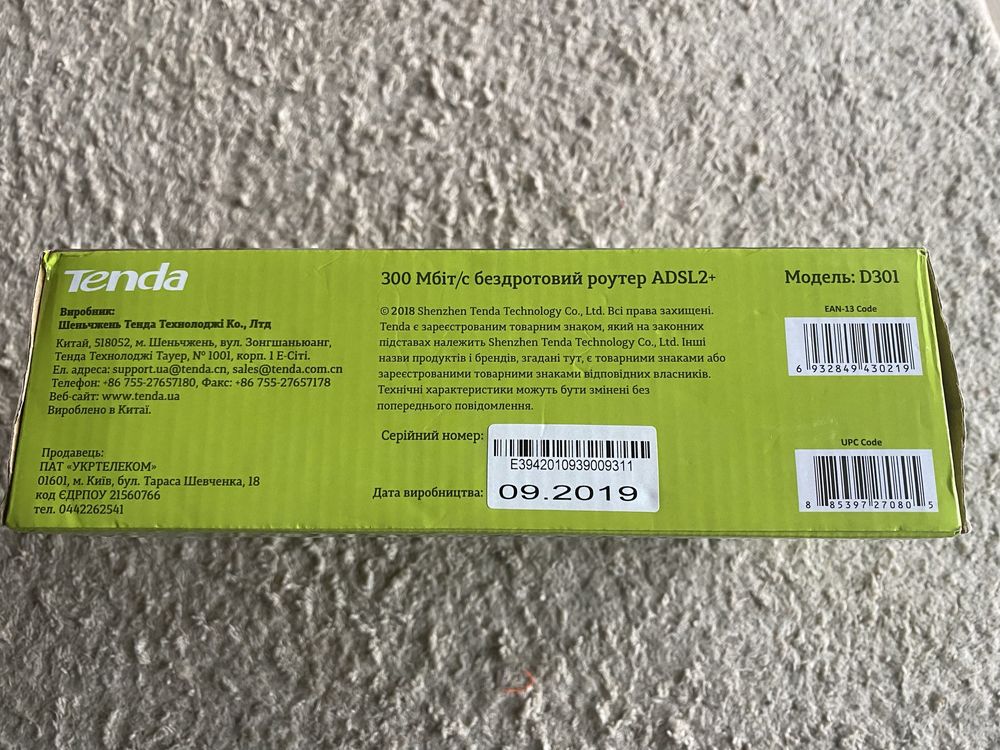 Tenda
Виробник:
Шеньчжень Тенда Технолоджі Ко., Лтд
Китай, 518052, м. Шеньчжень, вул. Зонгшаньюанг,
Тенда Технолоджі Тауер, № 1001, корп. 1 E-Сіті.
Ел. адреса: support.ua@tenda.cn, sales@tenda.com.cn
Телефон: +86 755-27657180, Факс: +86 755-27657178
Веб-сайт: www.tenda.ua
Вироблено в Китаї.
Продавець:
ПАТ «УКРТЕЛЕКОМ»
01601, м. Київ, бул. Тараса Шевченка, 18
код ЄДРПОУ 21560766
тел. 0442262541
300 Мбіт/с бездротовий роутер ADSL2+
© 2018 Shenzhen Tenda Technology Co., Ltd. Всі права захищені.
Tenda є зареєстрованим товарним знаком, який на законних
підставах належить Shenzhen Tenda Technology Co., Ltd. Інші
назви продуктів і брендів, згадані тут, є товарними знаками або
зареєстрованими товарними знаками відповідних власників.
Технічні характеристики можуть бути змінені без
попереднього повідомлення.
Серійний номер:
E3942010939009311
Дата виробництва:
09.2019
Модель: D301
EAN-13 Code
6 932849 430219
UPC Code
8 85397 27080 5